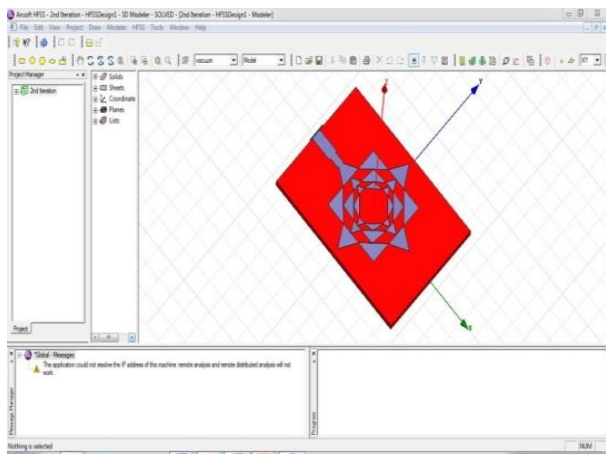 Ansoft HFSS - 2nd Iteration - HFSSDesign1 - 3D Modeler - SOLVED - [2nd Iteration - HFSSDesign1 - Modeler]
File Edit View Project Draw Modeler HFSS Tools Window Help
vacuum Model XY
Project Manager
2nd Iteration
Solids
Sheets
Coordinate
Planes
Lists
Z
Y
X
Project
*Global - Messages
The application could not resolve the IP address of this machine: remote analysis and remote distributed analysis will not
work.
Message Manager
Progress
Nothing is selected
NUM